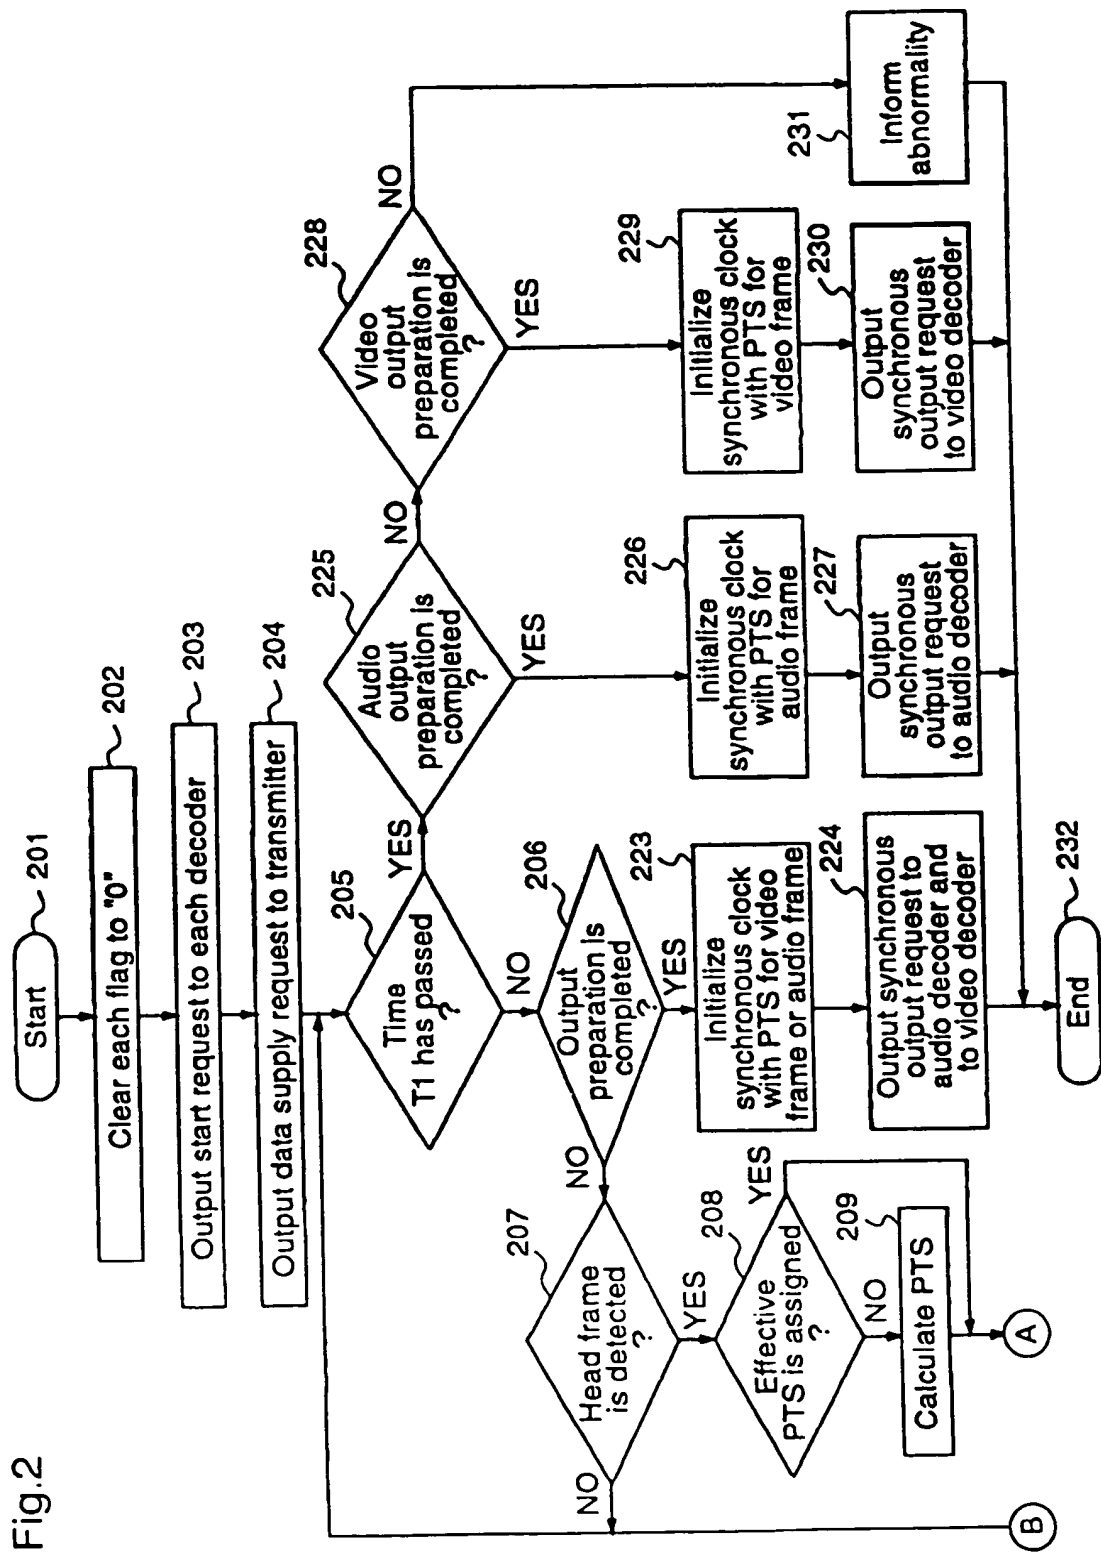 Fig.2
Start
201
Clear each flag to "0"
202
Output start request to each decoder
203
Output data supply request to transmitter
204
Time
T1 has passed
?
205
YES
NO
Audio
output
preparation is
completed
?
225
NO
YES
Video
output
preparation is
completed
?
228
NO
YES
Output
preparation is
completed
?
206
NO
YES
Head frame
is detected
?
207
NO
YES
Effective
PTS is assigned
?
208
YES
NO
Calculate PTS
209
A
B
Initialize
synchronous clock
with PTS for video
frame or audio frame
223
Output synchronous
output request to
audio decoder and
to video decoder
224
Initialize
synchronous clock
with PTS for
audio frame
226
Output
synchronous
output request
to audio decoder
227
Initialize
synchronous clock
with PTS for
video frame
229
Output
synchronous
output request
to video decoder
230
Inform
abnormality
231
End
232